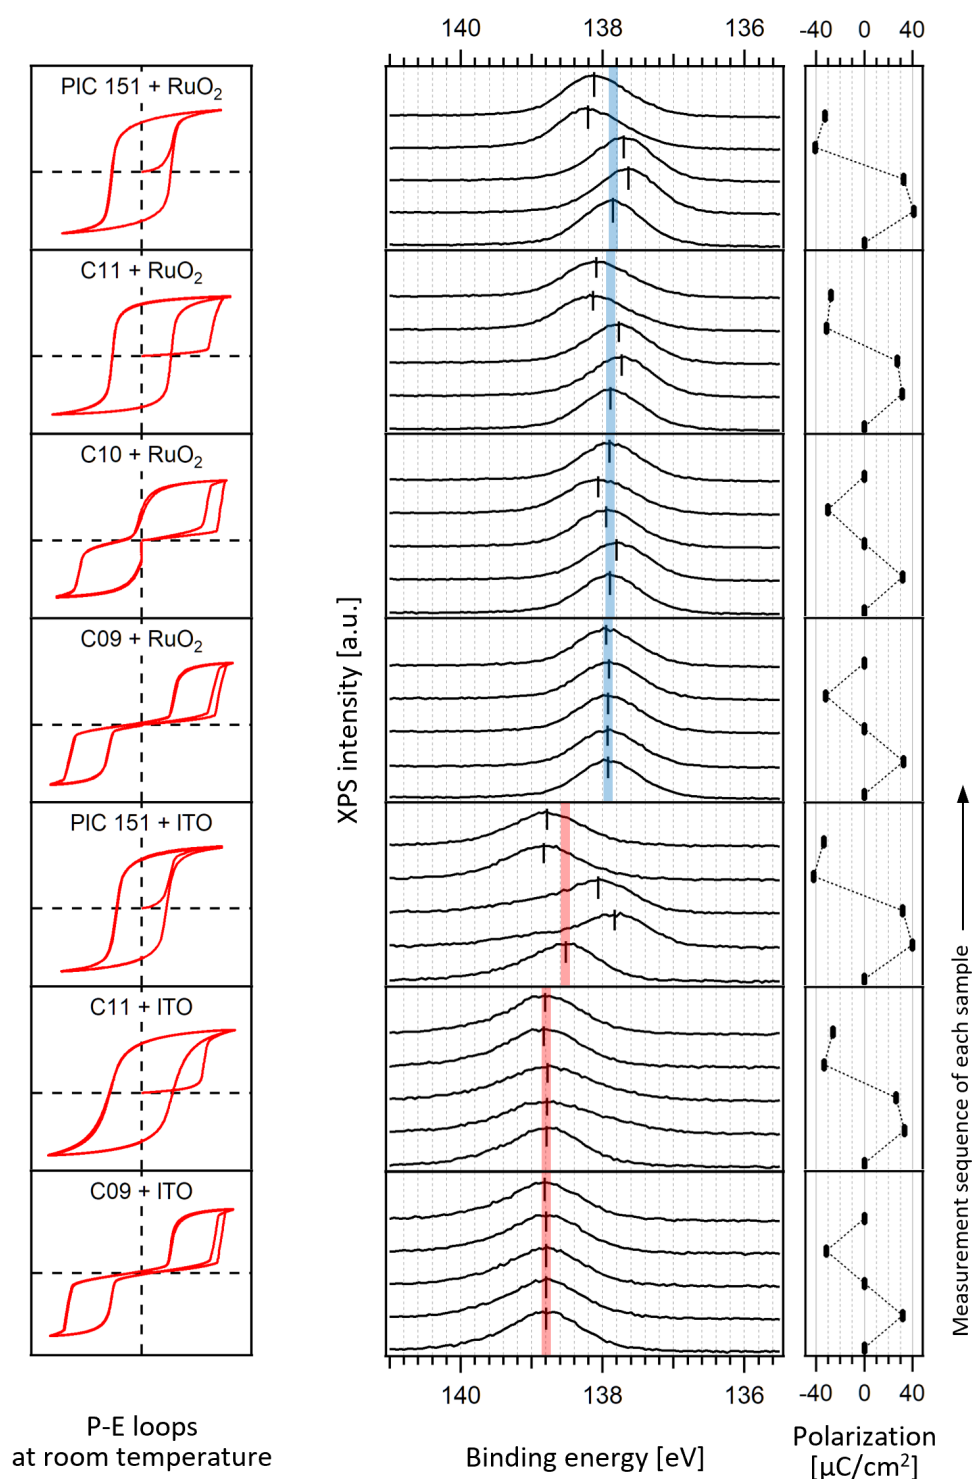 140 138 136
-40 0 40
PIC 151 + RuO₂
C11 + RuO₂
C10 + RuO₂
C09 + RuO₂
PIC 151 + ITO
C11 + ITO
C09 + ITO
XPS intensity [a.u.]
Measurement sequence of each sample
140 138 136
-40 0 40
P-E loops
at room temperature
Binding energy [eV]
Polarization
[µC/cm²]